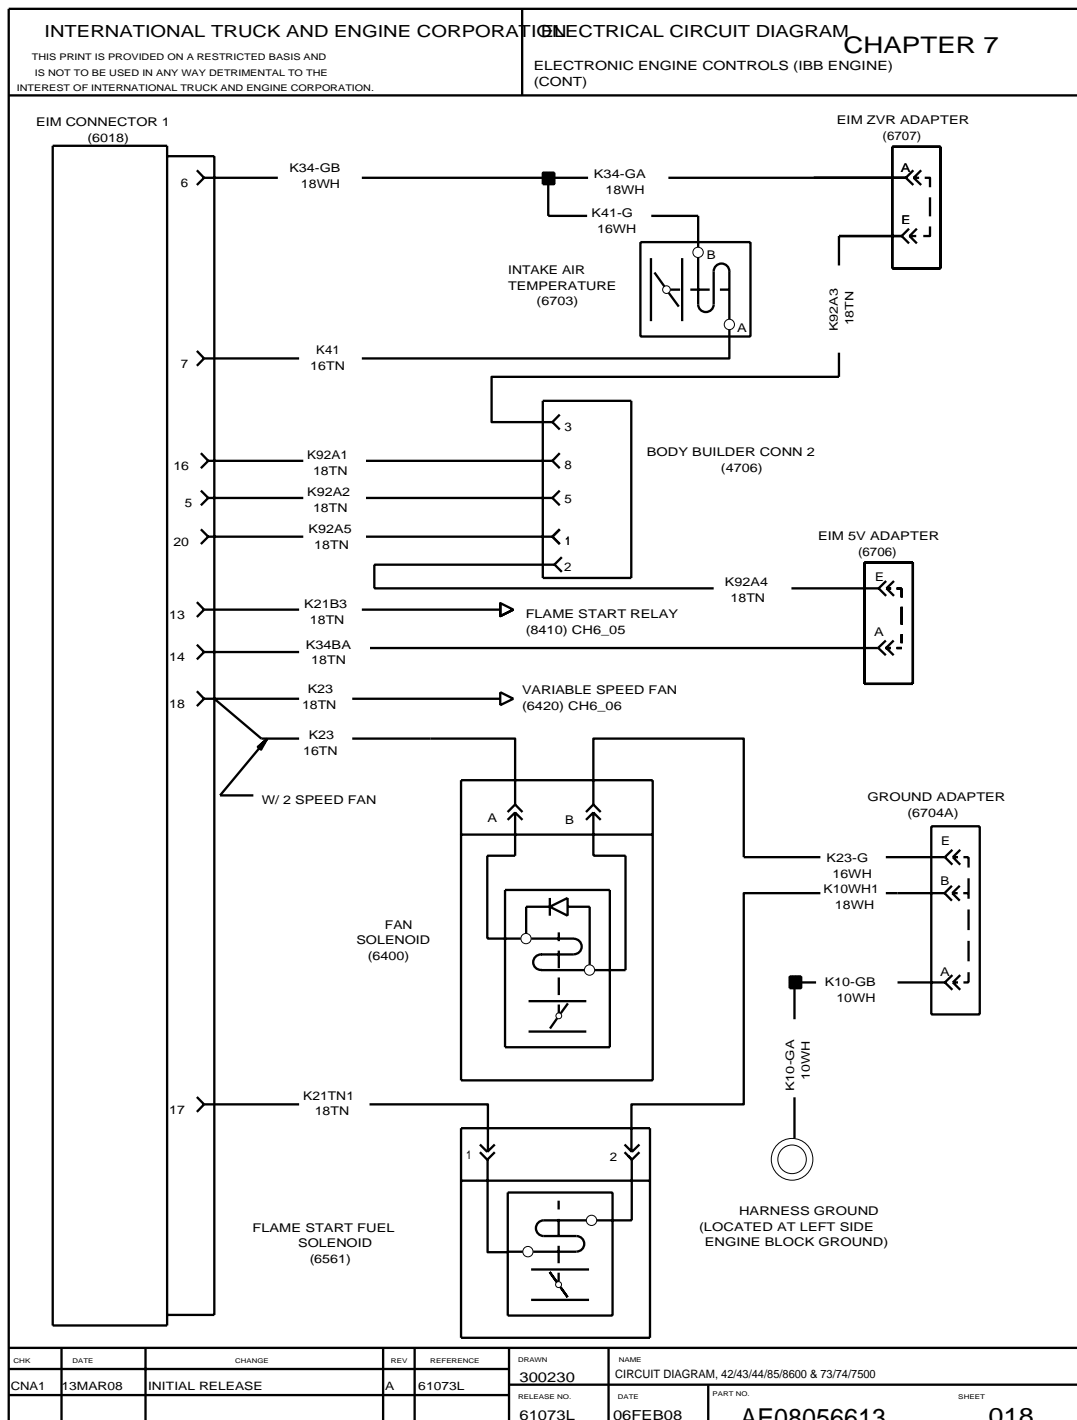 INTERNATIONAL TRUCK AND ENGINE CORPORATION
THIS PRINT IS PROVIDED ON A RESTRICTED BASIS AND
IS NOT TO BE USED IN ANY WAY DETRIMENTAL TO THE
INTEREST OF INTERNATIONAL TRUCK AND ENGINE CORPORATION.
ELECTRICAL CIRCUIT DIAGRAM
CHAPTER 7
ELECTRONIC ENGINE CONTROLS (IBB ENGINE)
(CONT)
EIM CONNECTOR 1
(6018)
EIM ZVR ADAPTER
(6707)
6
K34-GB
18WH
K34-GA
18WH
A
K41-G
16WH
E
B
INTAKE AIR
TEMPERATURE
(6703)
A
K92A3
18TN
7
K41
16TN
3
BODY BUILDER CONN 2
(4706)
16
K92A1
18TN
8
5
K92A2
18TN
5
20
K92A5
18TN
1
2
EIM 5V ADAPTER
(6706)
K92A4
18TN
E
13
K21B3
18TN
FLAME START RELAY
(8410) CH6_05
A
14
K34BA
18TN
18
K23
18TN
VARIABLE SPEED FAN
(6420) CH6_06
K23
16TN
W/ 2 SPEED FAN
A
B
GROUND ADAPTER
(6704A)
E
K23-G
16WH
B
K10WH1
18WH
FAN
SOLENOID
(6400)
A
K10-GB
10WH
K10-GA
10WH
17
K21TN1
18TN
1
2
HARNESS GROUND
(LOCATED AT LEFT SIDE
ENGINE BLOCK GROUND)
FLAME START FUEL
SOLENOID
(6561)
CHK DATE CHANGE REV REFERENCE
CNA1 13MAR08 INITIAL RELEASE A 61073L
DRAWN
300230
NAME
CIRCUIT DIAGRAM, 42/43/44/85/8600 & 73/74/7500
RELEASE NO.
61073L
DATE
06FEB08
PART NO.
AE08056613
SHEET
018